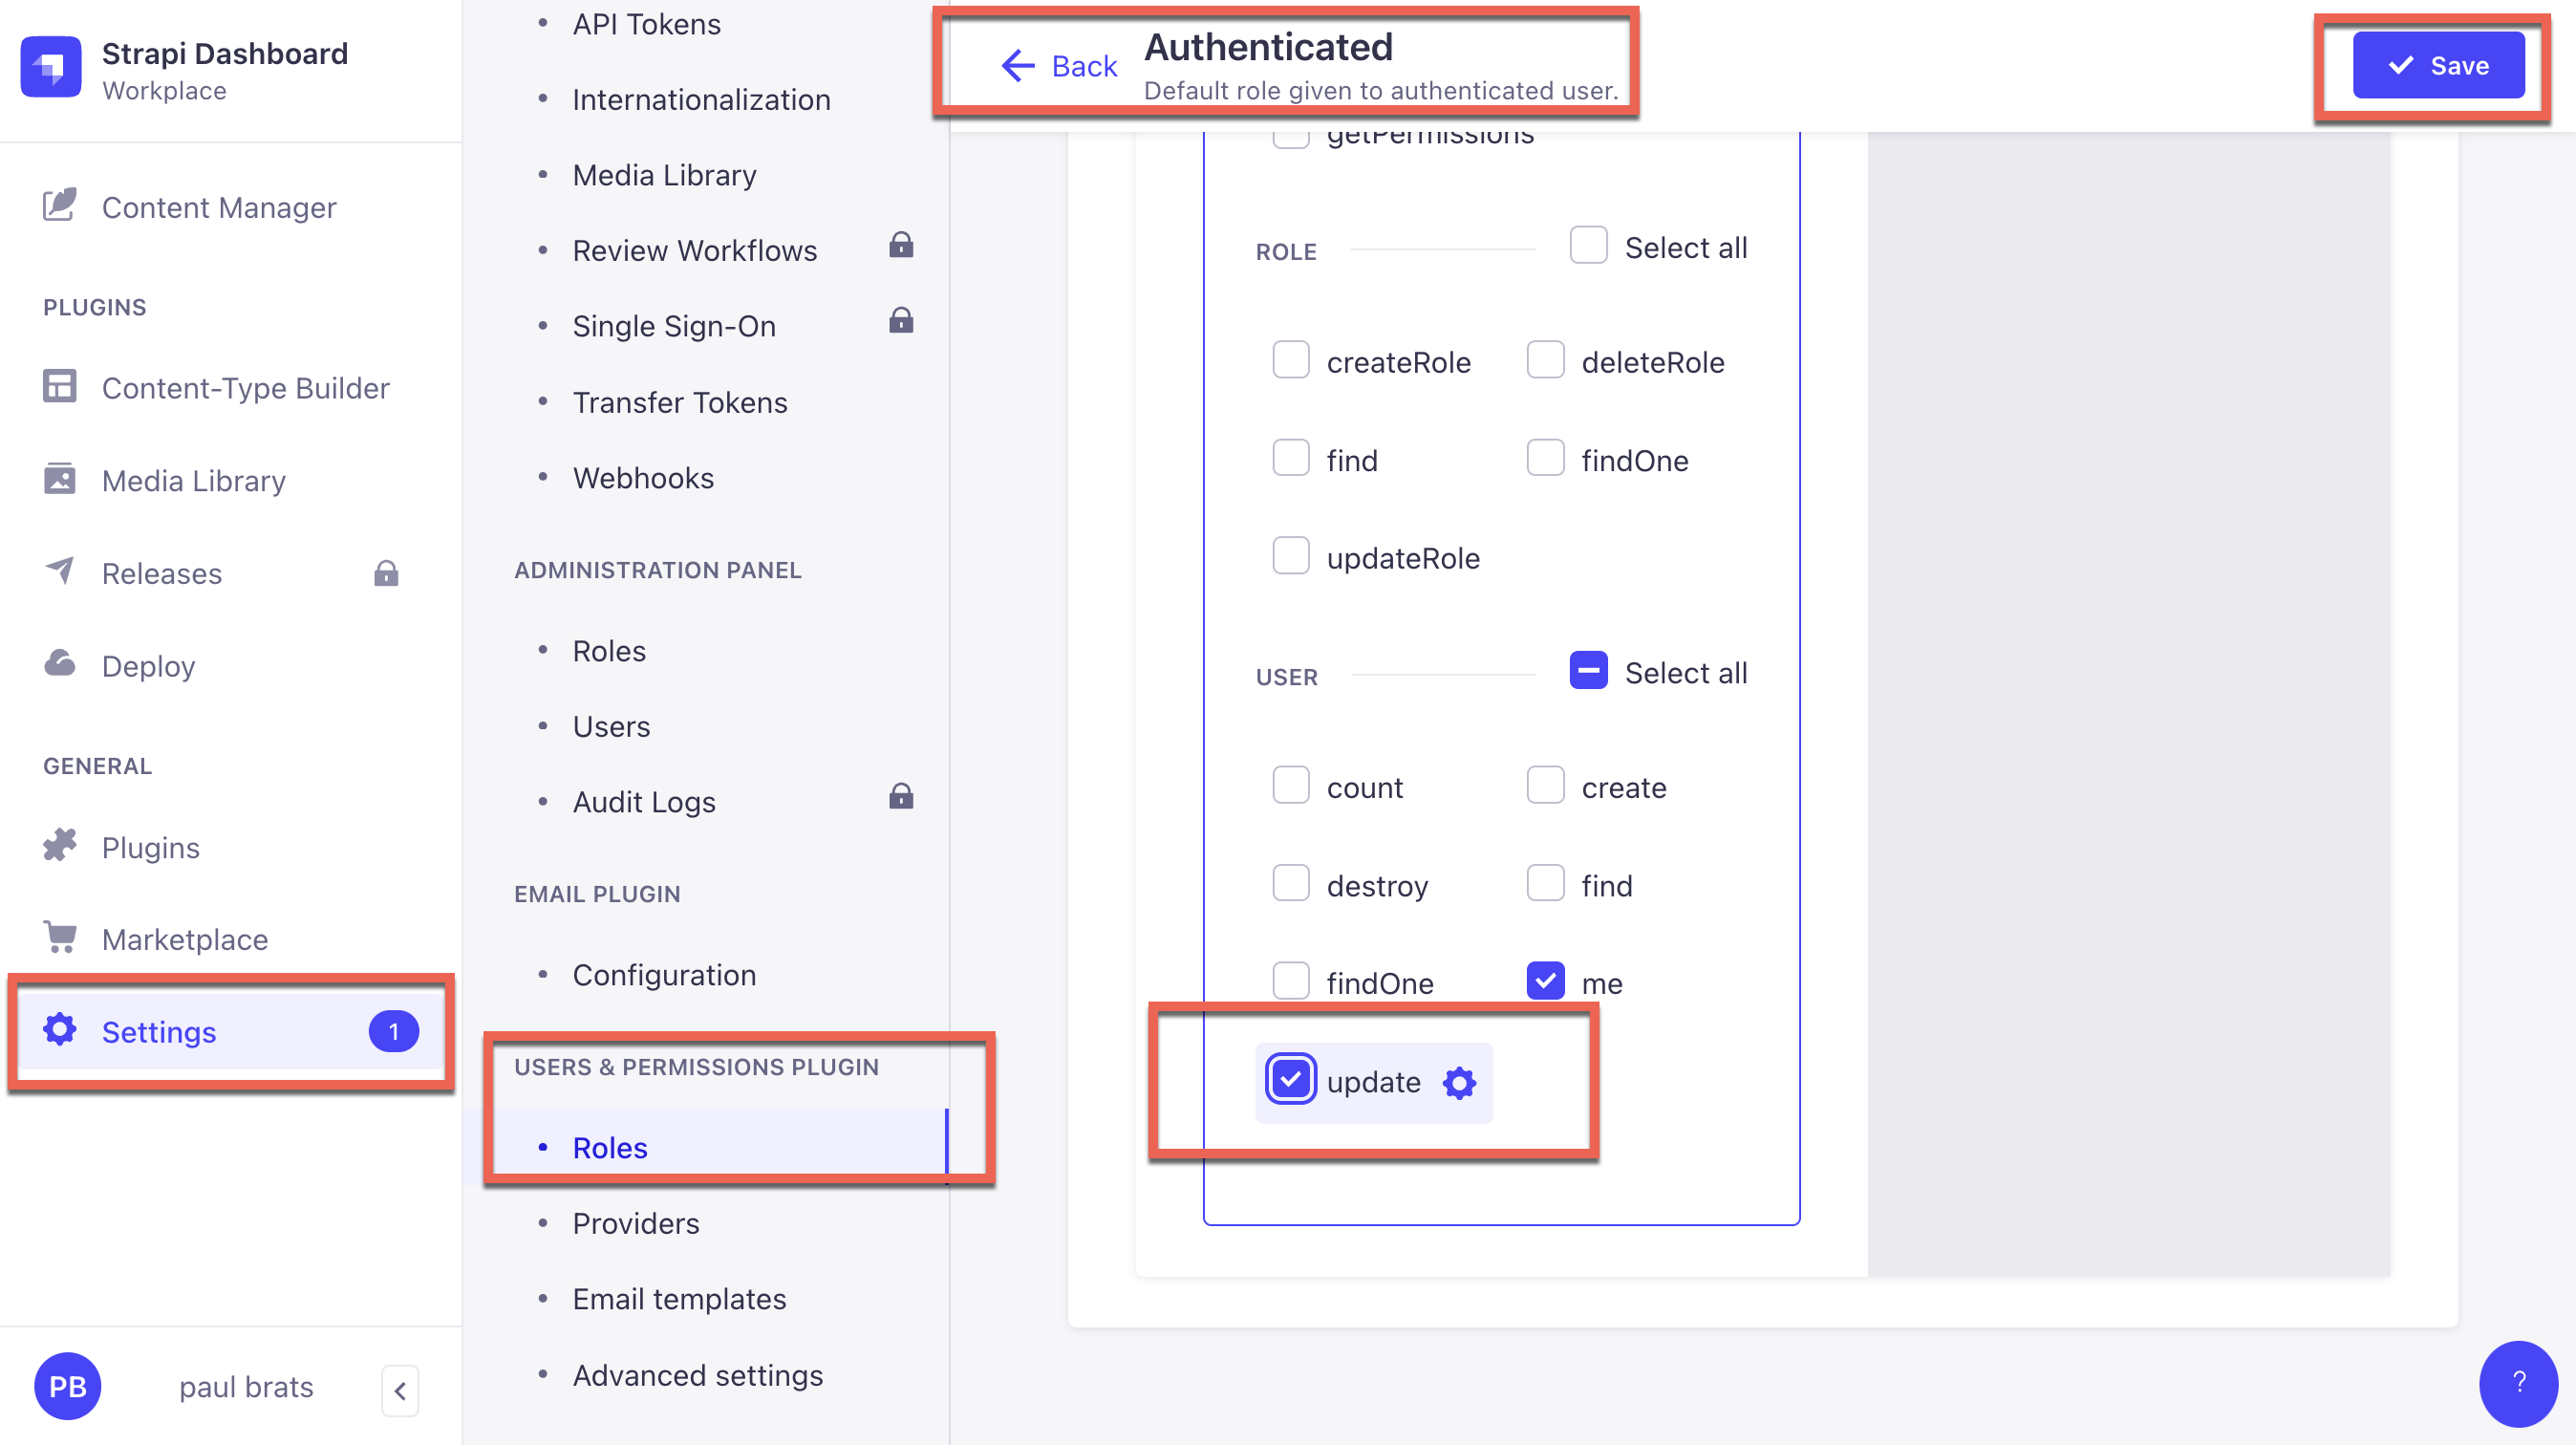 Strapi Dashboard
Workplace
Content Manager
PLUGINS
Content-Type Builder
Media Library
Releases
Deploy
GENERAL
Plugins
Marketplace
Settings
1
PB
paul brats
API Tokens
Internationalization
Media Library
Review Workflows
Single Sign-On
Transfer Tokens
Webhooks
ADMINISTRATION PANEL
Roles
Users
Audit Logs
EMAIL PLUGIN
Configuration
USERS & PERMISSIONS PLUGIN
Roles
Providers
Email templates
Advanced settings
Back
Authenticated
Default role given to authenticated user.
Save
getPermissions
ROLE
Select all
createRole
deleteRole
find
findOne
updateRole
USER
Select all
count
create
destroy
find
findOne
me
update
?